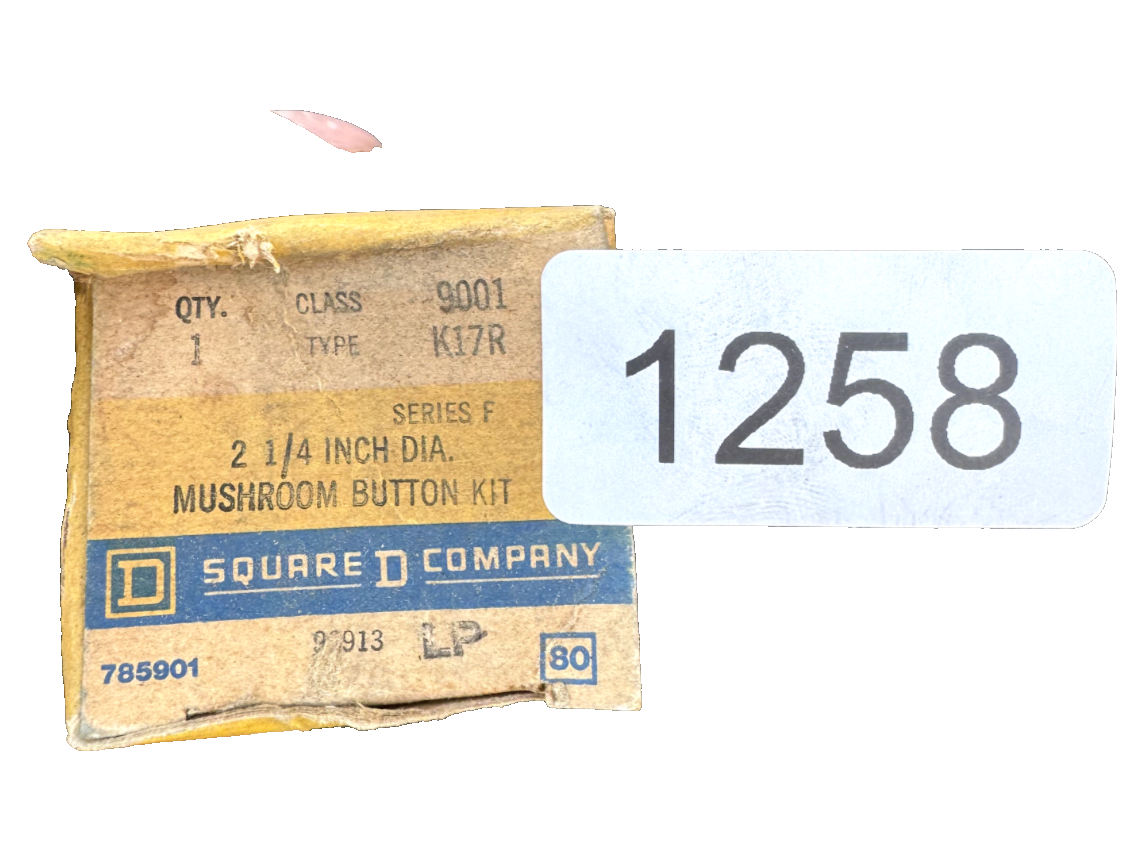 QTY. CLASS 9001
1 TYPE K17R
SERIES F
2 1/4 INCH DIA.
MUSHROOM BUTTON KIT
D SQUARE D COMPANY
LP
785901
80
1258